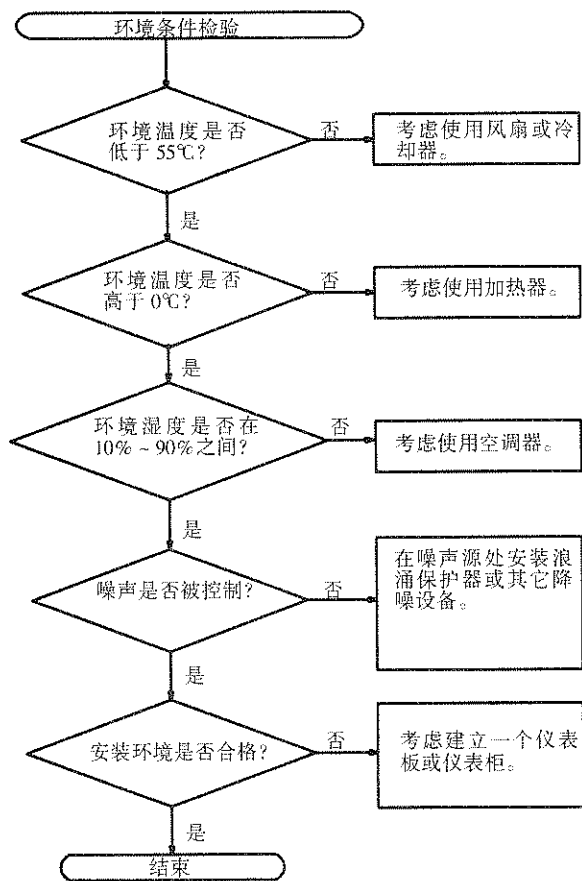 环境条件检验
环境温度是否
低于 55℃?
否
考虑使用风扇或冷
却器。
是
环境温度是否
高于 0℃?
否
考虑使用加热器。
是
环境湿度是否在
10% ~ 90%之间?
否
考虑使用空调器。
是
噪声是否被控制?
否
在噪声源处安装浪
涌保护器或其它降
噪设备。
是
安装环境是否合格?
否
考虑建立一个仪表
板或仪表柜。
是
结束